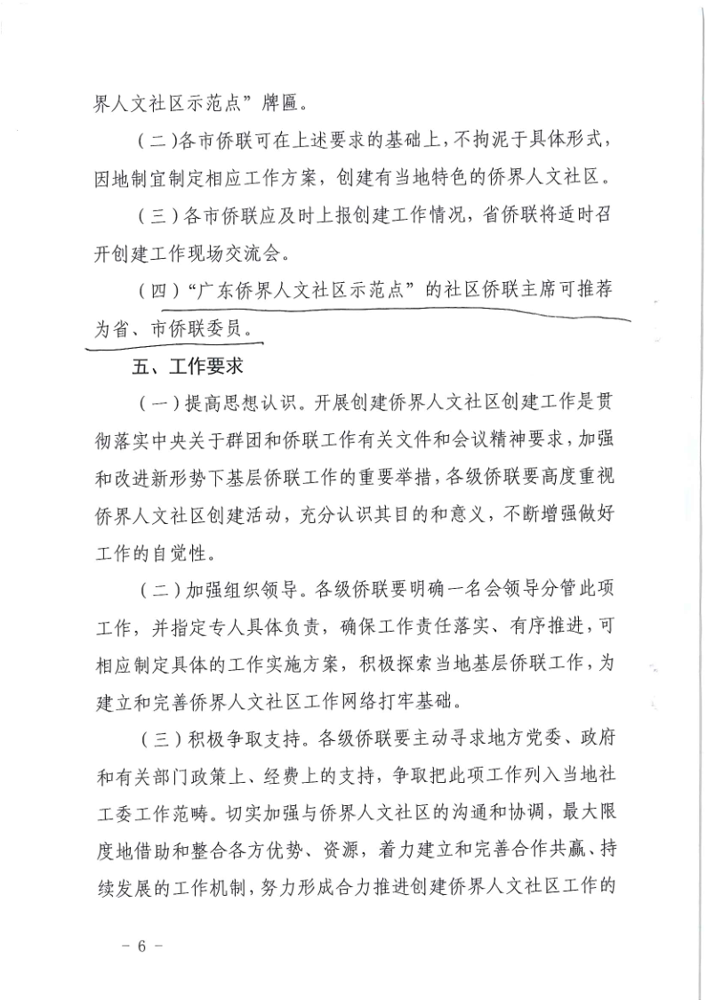 界人文社区示范点”牌匾。
（二）各市侨联可在上述要求的基础上，不拘泥于具体形式，
因地制宜制定相应工作方案，创建有当地特色的侨界人文社区。
（三）各市侨联应及时上报创建工作情况，省侨联将适时召
开创建工作现场交流会。
（四）“广东侨界人文社区示范点”的社区侨联主席可推荐
为省、市侨联委员。
五、工作要求
（一）提高思想认识。开展创建侨界人文社区创建工作是贯
彻落实中央关于群团和侨联工作有关文件和会议精神要求，加强
和改进新形势下基层侨联工作的重要举措，各级侨联要高度重视
侨界人文社区创建活动，充分认识其目的和意义，不断增强做好
工作的自觉性。
（二）加强组织领导。各级侨联要明确一名会领导分管此项
工作，并指定专人具体负责，确保工作责任落实、有序推进，可
相应制定具体的工作实施方案，积极探索当地基层侨联工作，为
建立和完善侨界人文社区工作网络打牢基础。
（三）积极争取支持。各级侨联要主动寻求地方党委、政府
和有关部门政策上、经费上的支持，争取把此项工作列入当地社
工委工作范畴。切实加强与侨界人文社区的沟通和协调，最大限
度地借助和整合各方优势、资源，着力建立和完善合作共赢、持
续发展的工作机制，努力形成合力推进创建侨界人文社区工作的
- 6 -